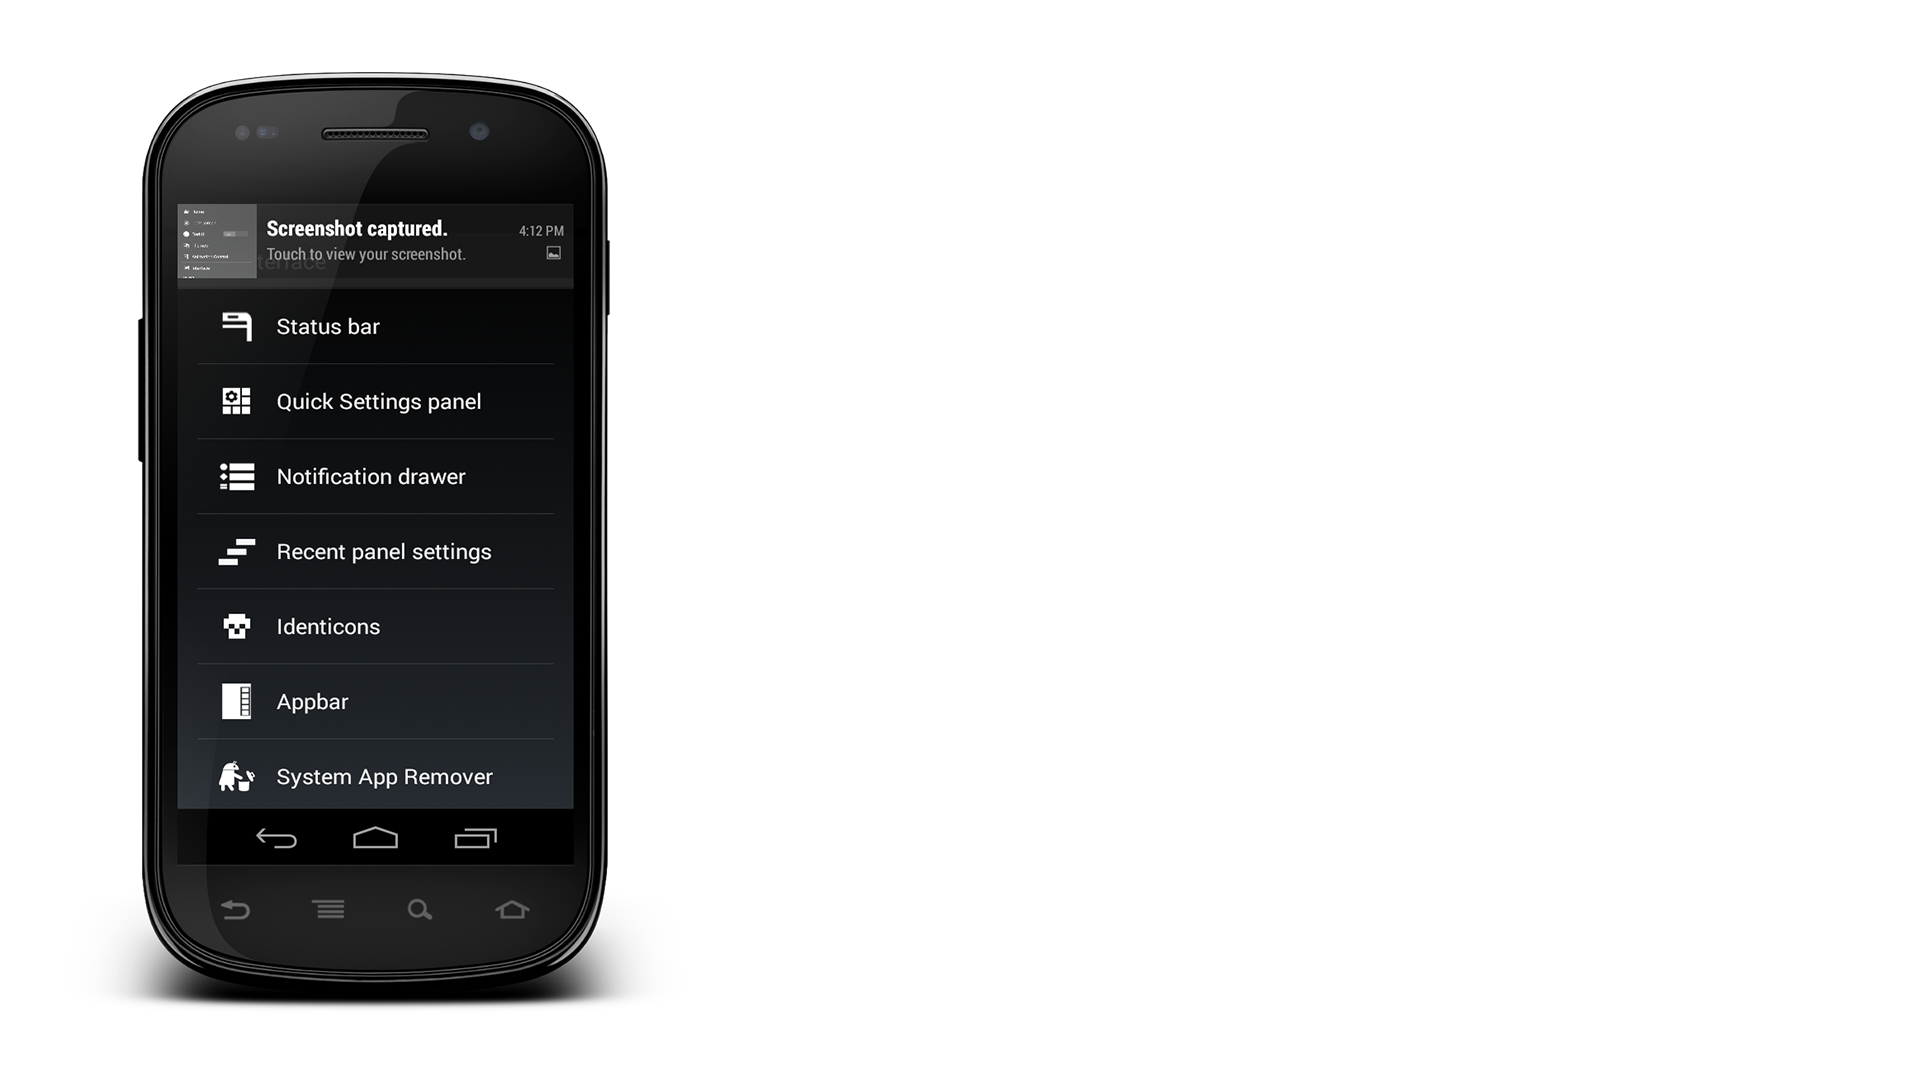 Screenshot captured.
4:12 PM
Touch to view your screenshot.
terface
Status bar
Quick Settings panel
Notification drawer
Recent panel settings
Identicons
Appbar
System App Remover